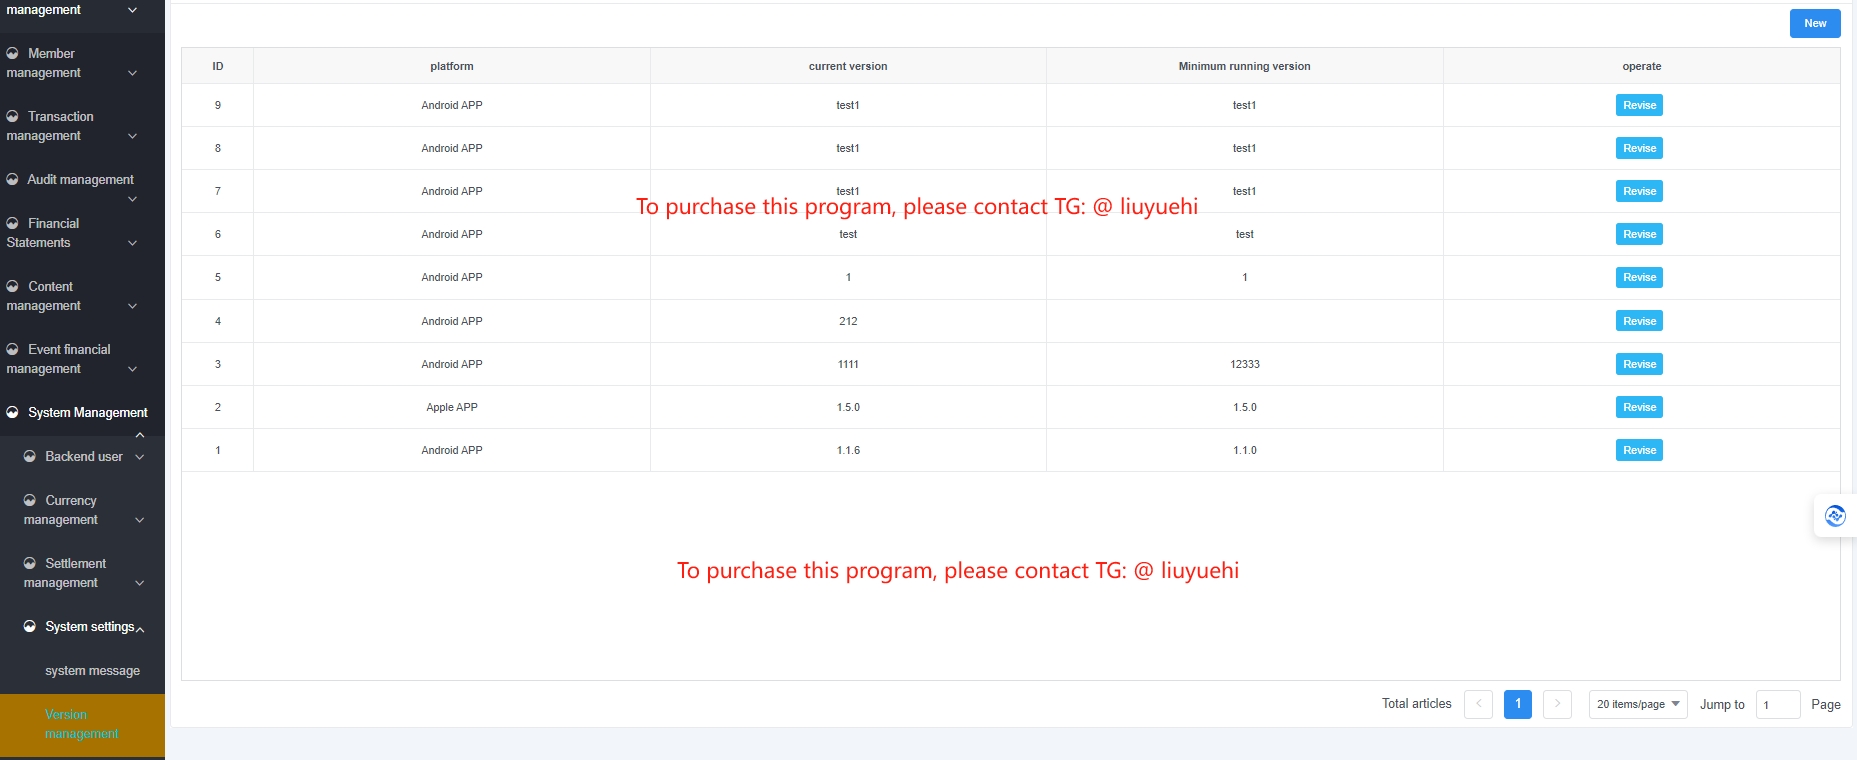 management
Member
management
Transaction
management
Audit management
Financial
Statements
Content
management
Event financial
management
System Management
Backend user
Currency
management
Settlement
management
System settings
system message
Version
management
New
ID platform current version Minimum running version operate
9 Android APP test1 test1 Revise
8 Android APP test1 test1 Revise
7 Android APP test1 test1 Revise
To purchase this program, please contact TG: @ liuyuehi
6 Android APP test test Revise
5 Android APP 1 1 Revise
4 Android APP 212 Revise
3 Android APP 1111 12333 Revise
2 Apple APP 1.5.0 1.5.0 Revise
1 Android APP 1.1.6 1.1.0 Revise
To purchase this program, please contact TG: @ liuyuehi
Total articles < 1 > 20 items/page Jump to 1 Page